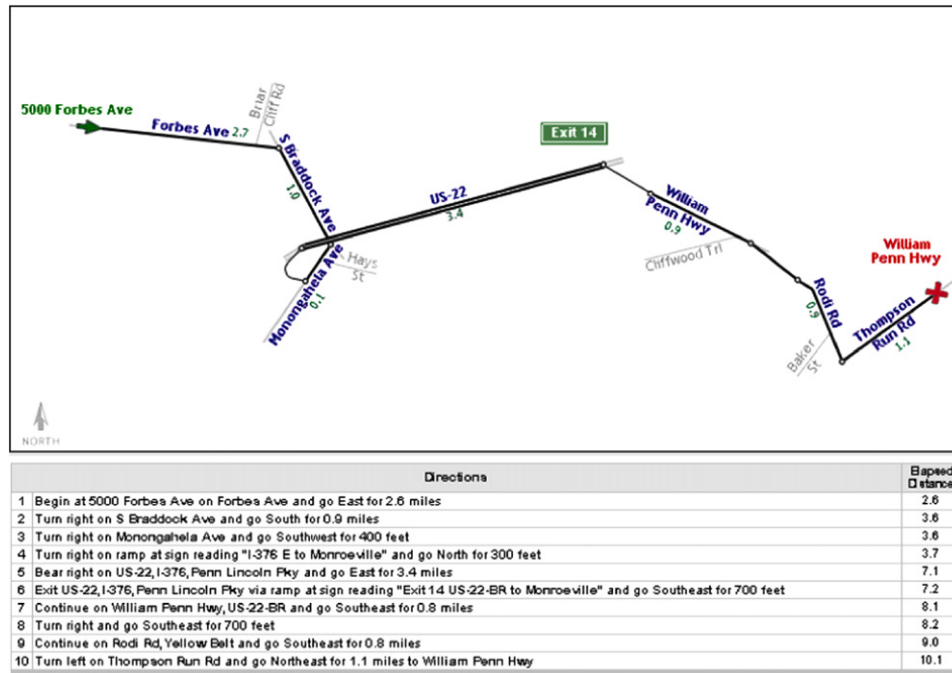 5000 Forbes Ave
Forbes Ave 2.7
Briar
Cliff Rd
S Braddock Ave
1.0
Exit 14
US-22
3.4
Hays
St
Monongahela Ave
0.1
William
Penn Hwy
0.9
Cliffwood Trl
William
Penn Hwy
Rodi Rd
0.9
Thompson
Run Rd
1.1
Baker
St
NORTH
Directions Elapsed Distance
1 Begin at 5000 Forbes Ave on Forbes Ave and go East for 2.6 miles 2.6
2 Turn right on S Braddock Ave and go South for 0.9 miles 3.6
3 Turn right on Monongahela Ave and go Southwest for 400 feet 3.6
4 Turn right on ramp at sign reading "I-376 E to Monroeville" and go North for 300 feet 3.7
5 Bear right on US-22, I-376, Penn Lincoln Pky and go East for 3.4 miles 7.1
6 Exit US-22, I-376, Penn Lincoln Pky via ramp at sign reading "Exit 14 US-22-BR to Monroeville" and go Southeast for 700 feet 7.2
7 Continue on William Penn Hwy, US-22-BR and go Southeast for 0.8 miles 8.1
8 Turn right and go Southeast for 700 feet 8.2
9 Continue on Rodi Rd, Yellow Belt and go Southeast for 0.8 miles 9.0
10 Turn left on Thompson Run Rd and go Northeast for 1.1 miles to William Penn Hwy 10.1